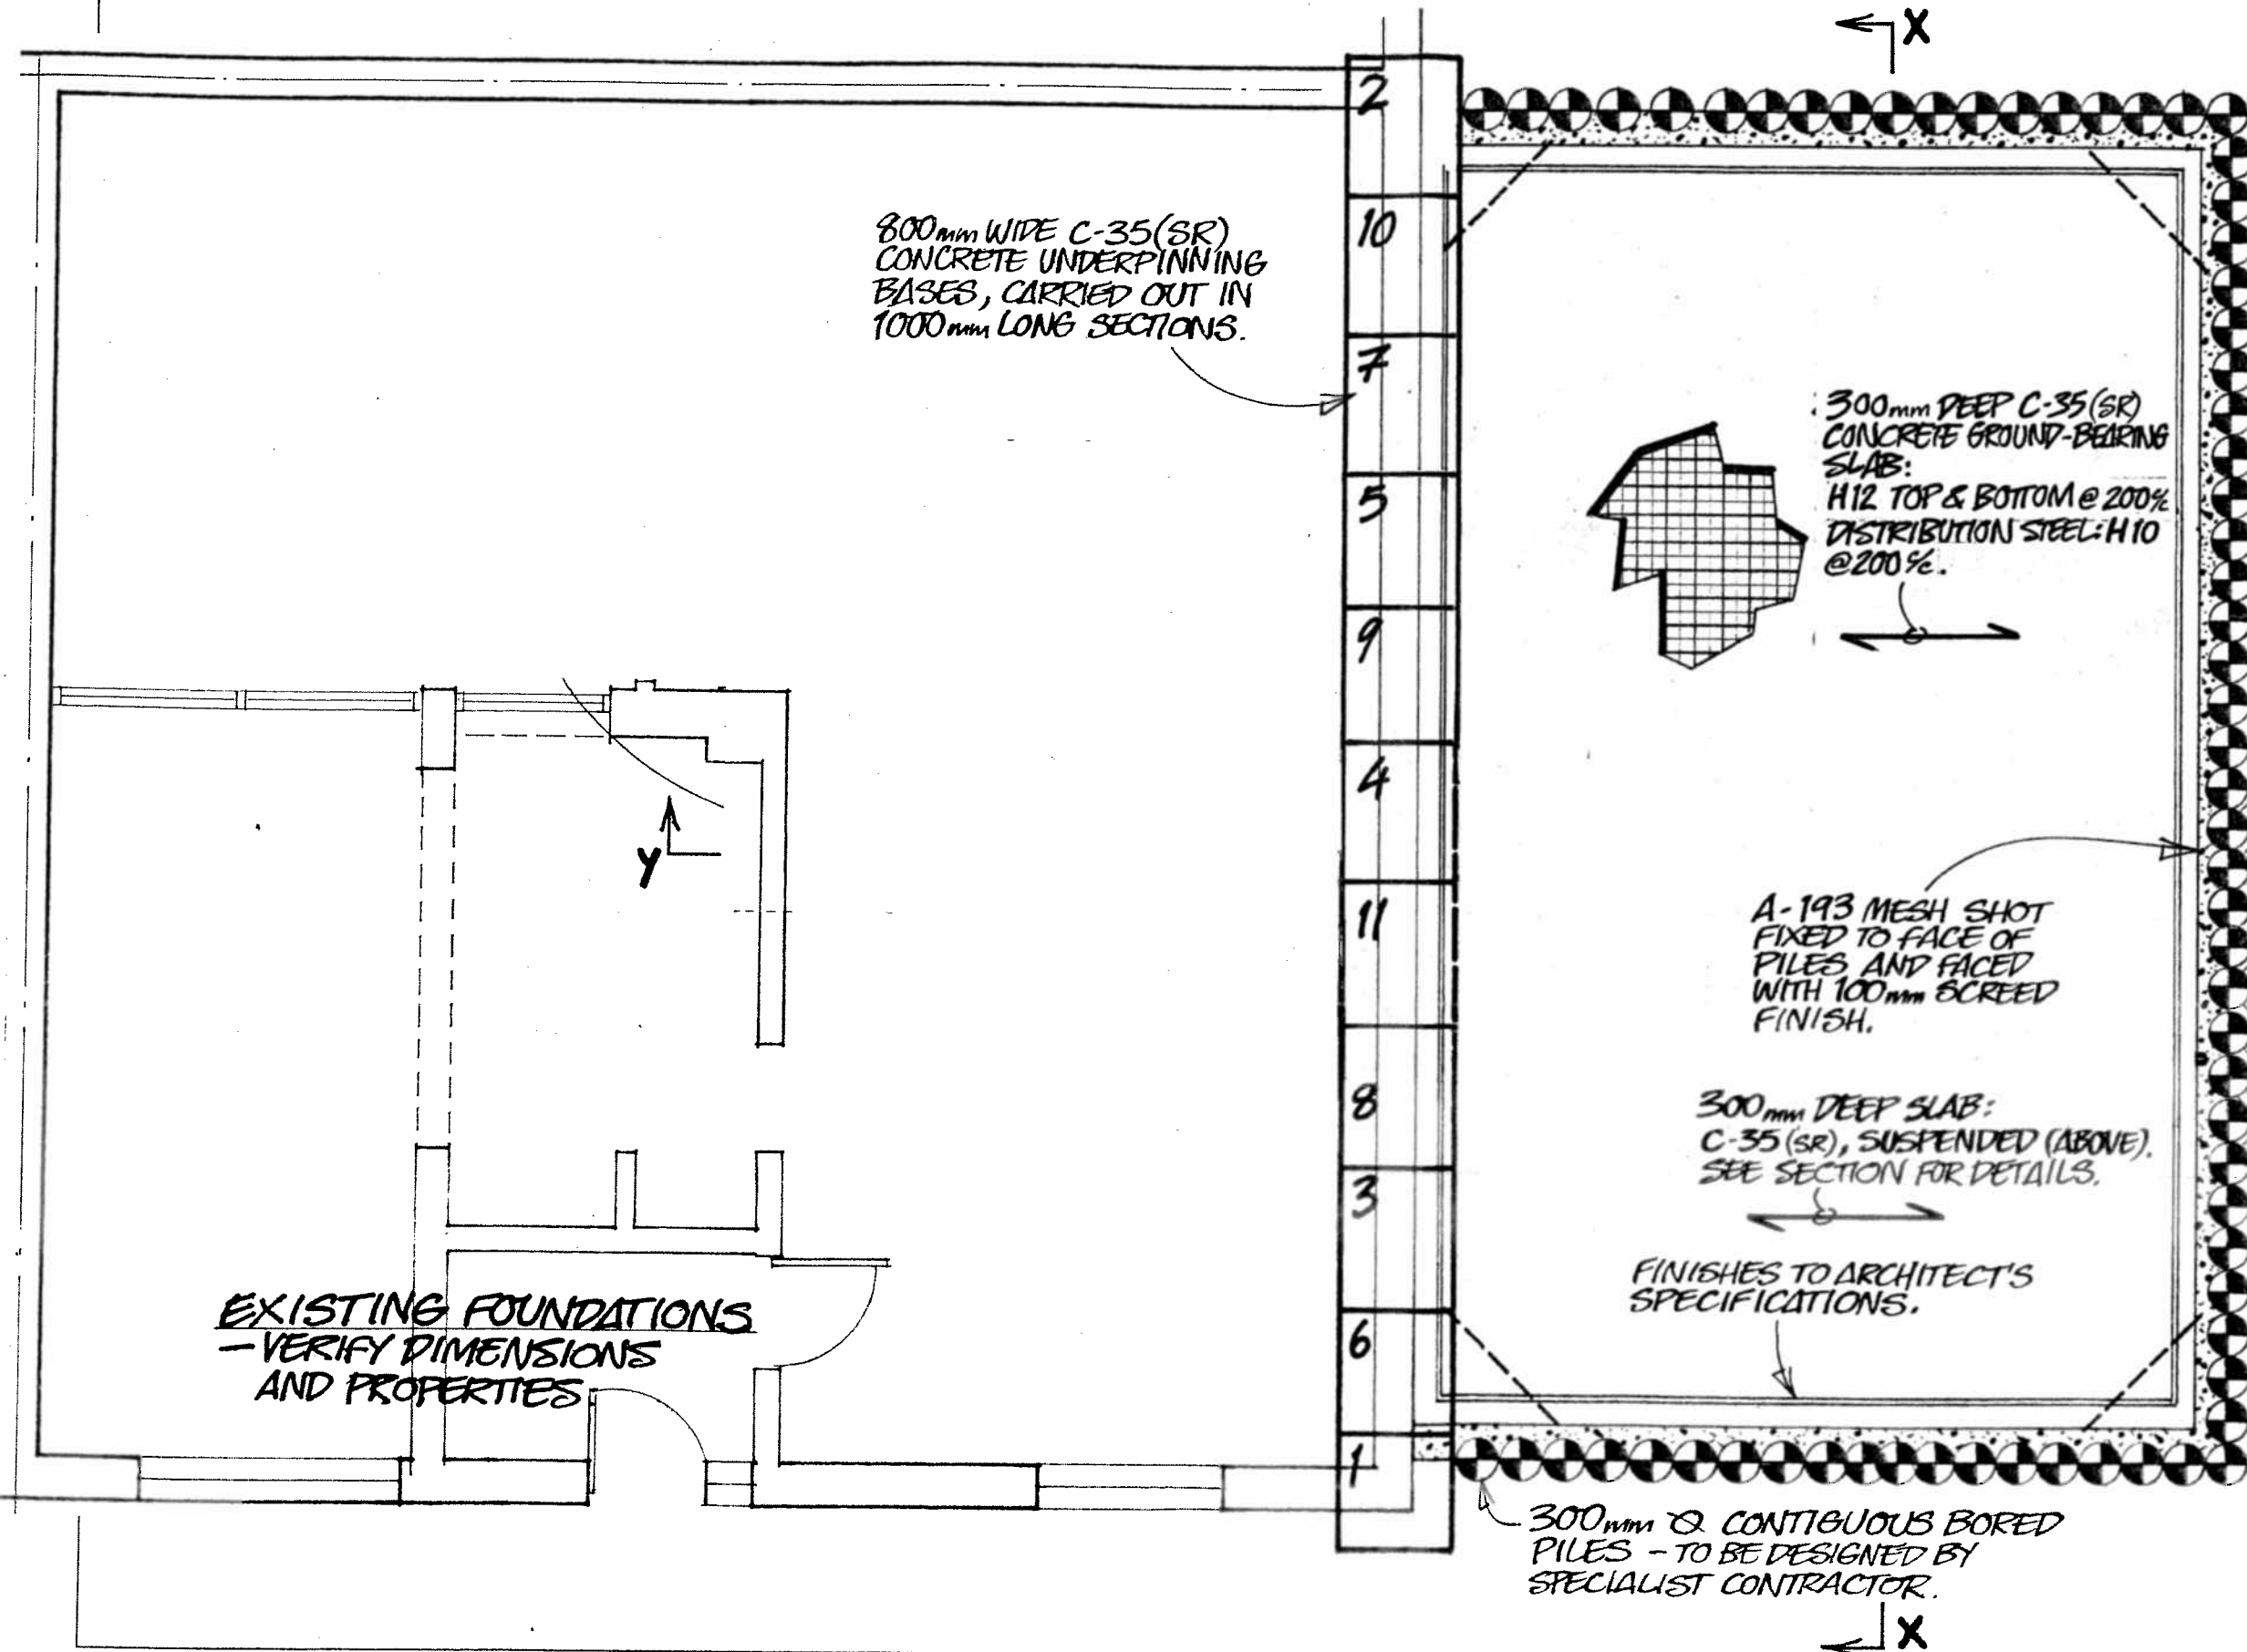 X
2
800mm WIDE C-35(SR)
CONCRETE UNDERPINNING
BASES, CARRIED OUT IN
1000mm LONG SECTIONS.
10
7
5
9
4
11
8
3
6
1
300mm DEEP C-35(SR)
CONCRETE GROUND-BEARING
SLAB:
H12 TOP & BOTTOM @ 200 c/c
DISTRIBUTION STEEL: H10
@200 c/c.
Y
A-193 MESH SHOT
FIXED TO FACE OF
PILES AND FACED
WITH 100mm SCREED
FINISH.
300mm DEEP SLAB:
C-35(SR), SUSPENDED (ABOVE).
SEE SECTION FOR DETAILS.
FINISHES TO ARCHITECT'S
SPECIFICATIONS.
EXISTING FOUNDATIONS
- VERIFY DIMENSIONS
AND PROPERTIES
300mm Ø CONTIGUOUS BORED
PILES - TO BE DESIGNED BY
SPECIALIST CONTRACTOR.
X